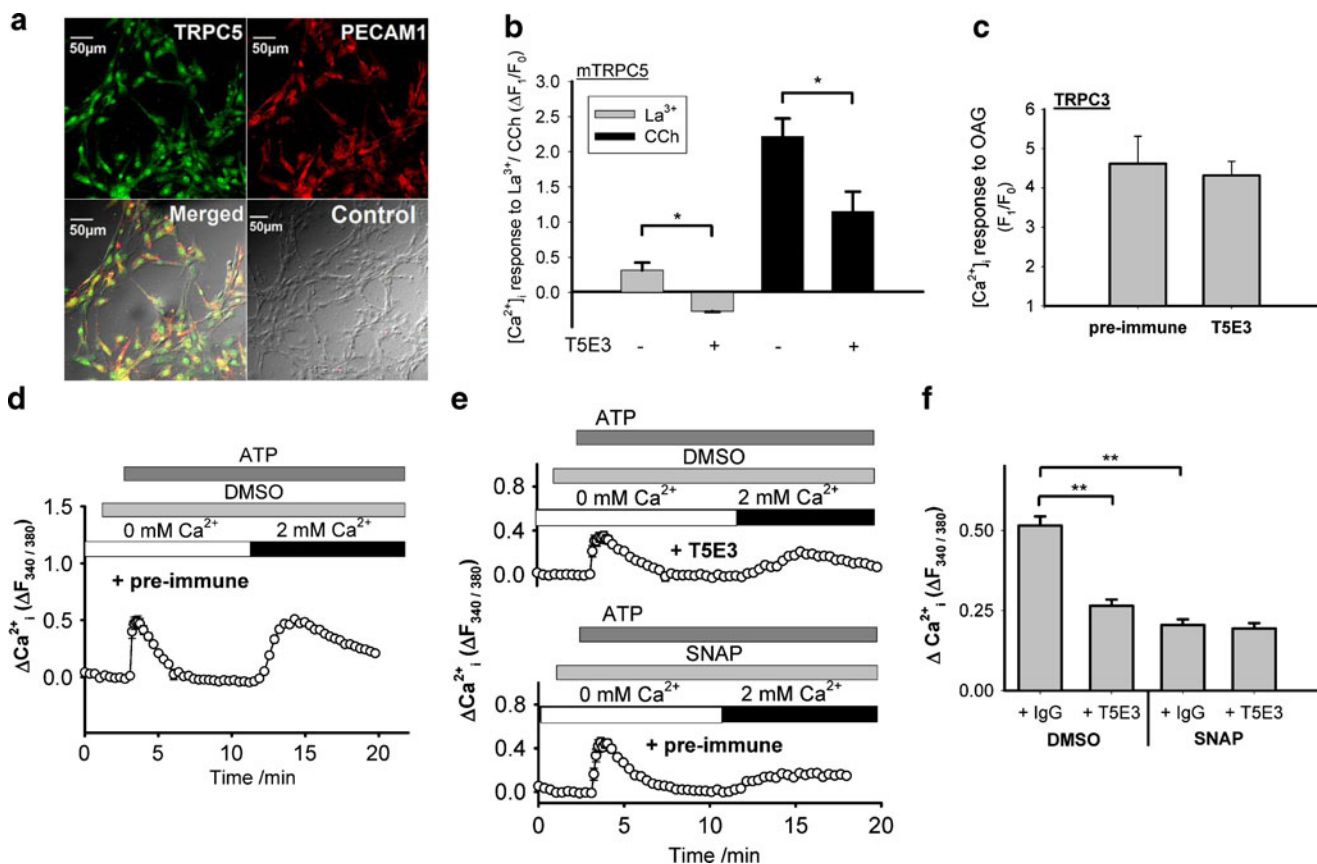 a
TRPC5
50µm
PECAM1
50µm
Merged
50µm
Control
50µm
b
mTRPC5
[Ca²⁺]ᵢ response to La³⁺/ CCh (ΔF₁/F₀)
3.0
2.5
2.0
1.5
1.0
0.5
0.0
La³⁺
CCh
*
*
T5E3
- + - +
c
TRPC3
[Ca²⁺]ᵢ response to OAG
(F₁/F₀)
7
6
5
4
3
2
1
pre-immune T5E3
d
ATP
DMSO
0 mM Ca²⁺ 2 mM Ca²⁺
+ pre-immune
ΔCa²⁺ᵢ (ΔF₃₄₀ / ₃₈₀)
1.5
1.0
0.5
0.0
0 5 10 15 20
Time /min
e
ATP
DMSO
0 mM Ca²⁺ 2 mM Ca²⁺
+ T5E3
0.8
0.4
0.0
ΔCa²⁺ᵢ (ΔF₃₄₀ / ₃₈₀)
ATP
SNAP
0 mM Ca²⁺ 2 mM Ca²⁺
+ pre-immune
0.8
0.4
0.0
0 5 10 15 20
Time /min
f
Δ Ca²⁺ᵢ (ΔF₃₄₀ / ₃₈₀)
0.50
0.25
0.00
**
**
+ IgG + T5E3 + IgG + T5E3
DMSO SNAP